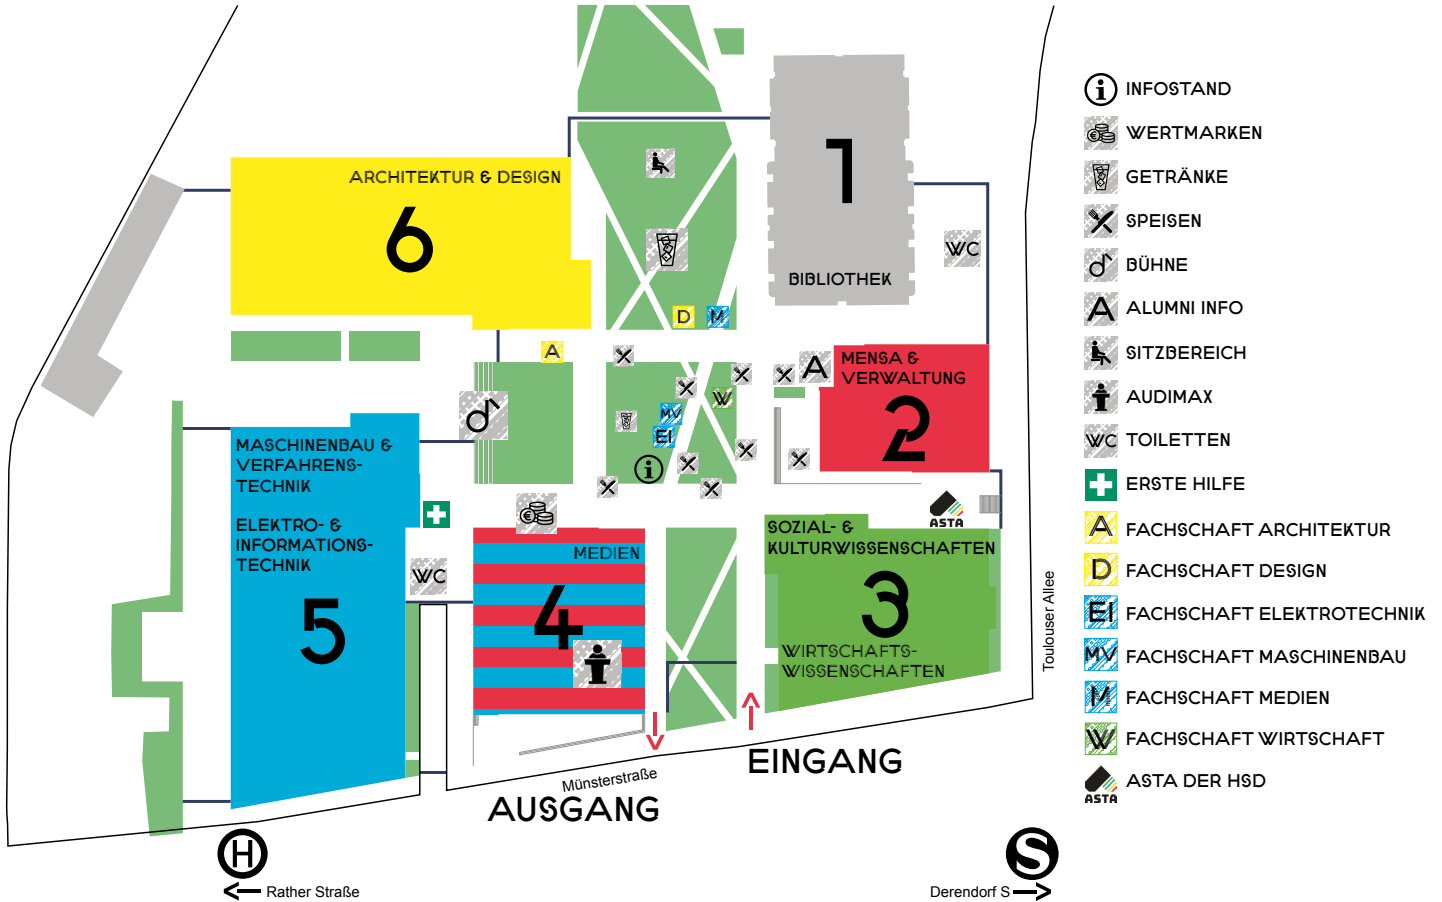 ARCHITEKTUR & DESIGN
6
1
BIBLIOTHEK
WC
D
M
A
A
MENSA &
VERWALTUNG
2
W
MV
EI
i
MASCHINENBAU &
VERFAHRENS-
TECHNIK
ELEKTRO- &
INFORMATIONS-
TECHNIK
5
WC
€
MEDIEN
4
ASTA
SOZIAL- &
KULTURWISSENSCHAFTEN
3
WIRTSCHAFTS-
WISSENSCHAFTEN
Toulouser Allee
EINGANG
Münsterstraße
AUSGANG
H
Rather Straße
S
Derendorf S
i INFOSTAND
€ WERTMARKEN
GETRÄNKE
SPEISEN
BÜHNE
A ALUMNI INFO
SITZBEREICH
AUDIMAX
WC TOILETTEN
ERSTE HILFE
A FACHSCHAFT ARCHITEKTUR
D FACHSCHAFT DESIGN
EI FACHSCHAFT ELEKTROTECHNIK
MV FACHSCHAFT MASCHINENBAU
M FACHSCHAFT MEDIEN
W FACHSCHAFT WIRTSCHAFT
ASTA ASTA DER HSD